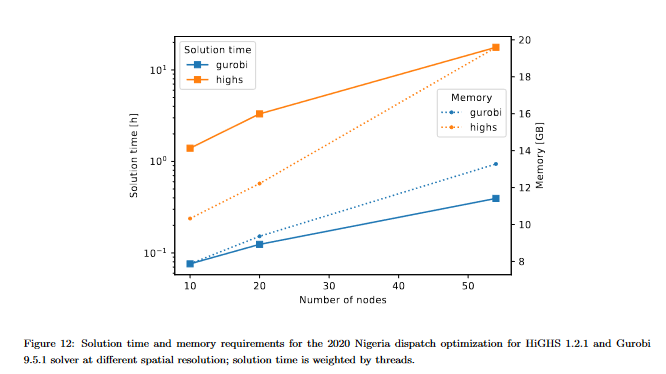 Solution time
gurobi
highs
Memory
gurobi
highs
Solution time [h]
10¹
10⁰
10⁻¹
20
18
16
14
12
10
8
Memory [GB]
10 20 30 40 50
Number of nodes
Figure 12: Solution time and memory requirements for the 2020 Nigeria dispatch optimization for HiGHS 1.2.1 and Gurobi
9.5.1 solver at different spatial resolution; solution time is weighted by threads.